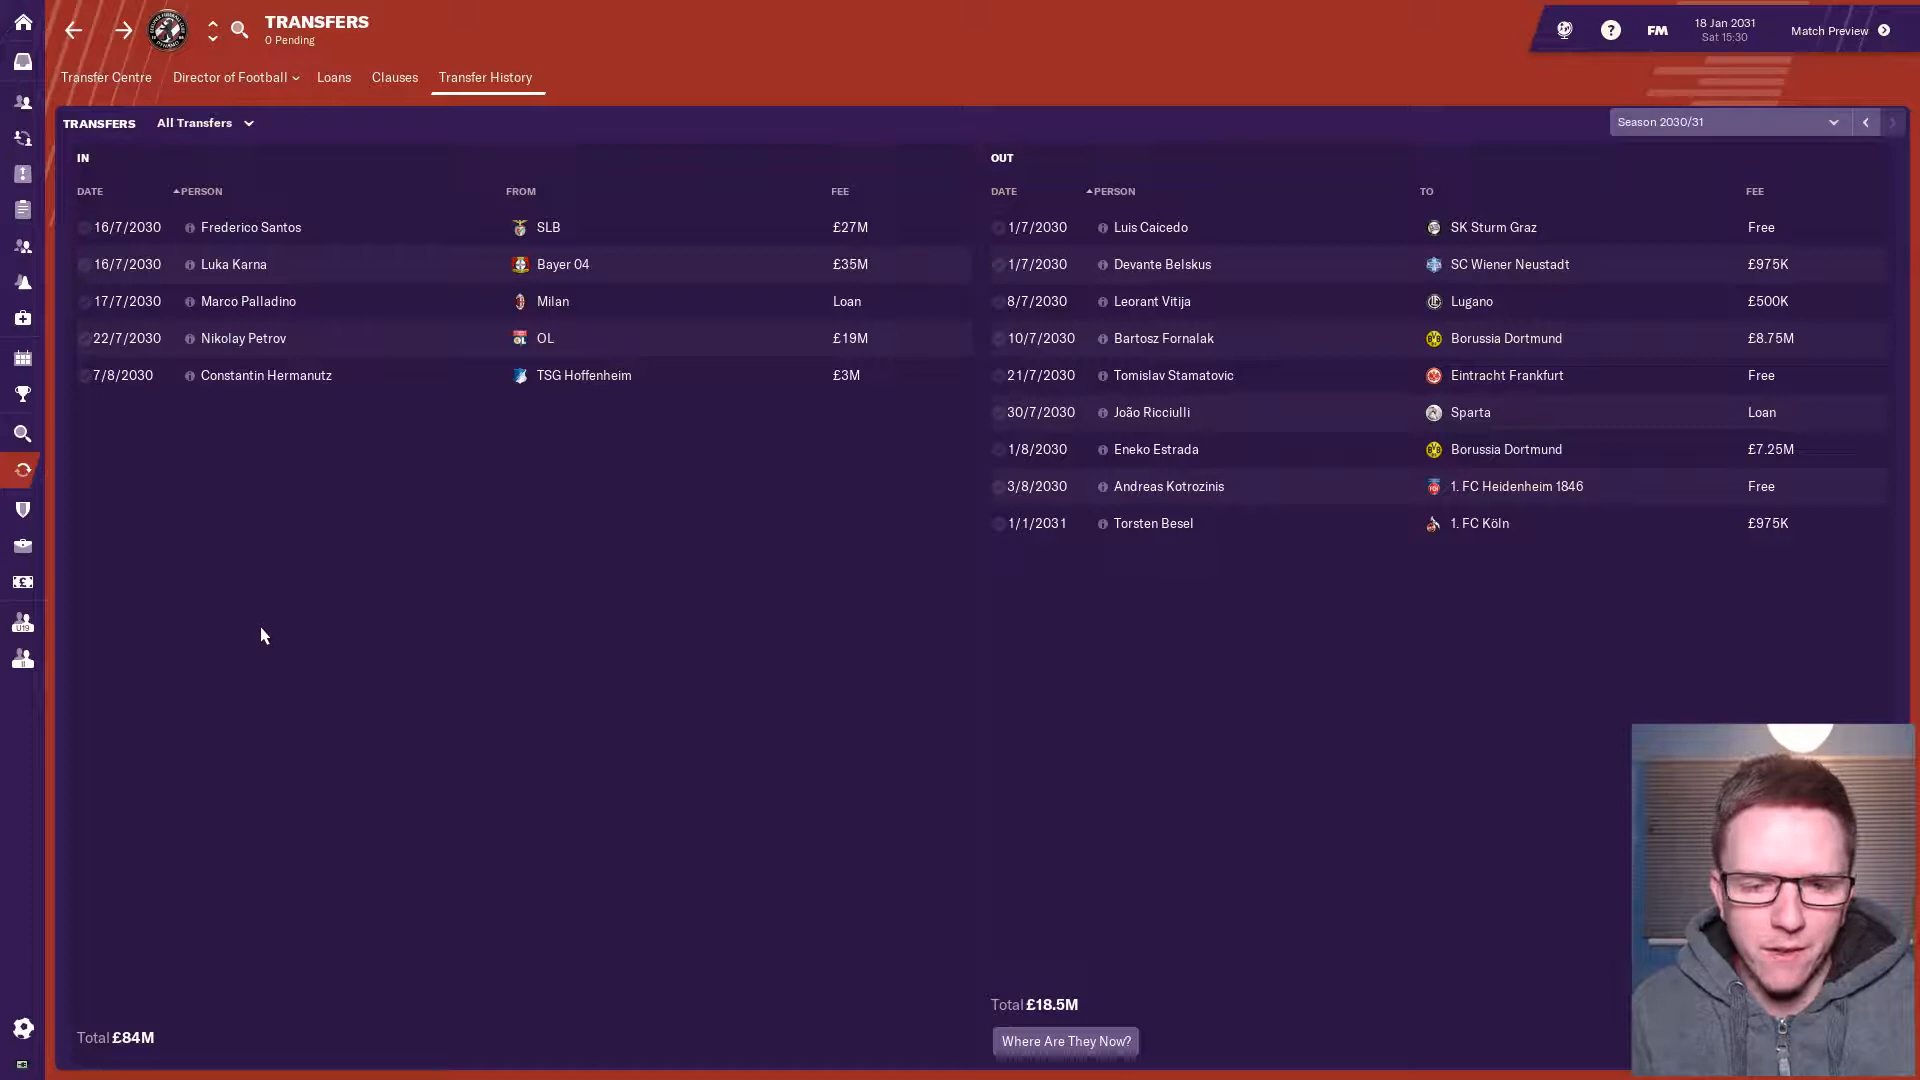 TRANSFERS
0 Pending
FM
18 Jan 2031
Sat 15:30
Match Preview
Transfer Centre
Director of Football
Loans
Clauses
Transfer History
TRANSFERS
All Transfers
Season 2030/31
IN
DATE PERSON FROM FEE
16/7/2030 Frederico Santos SLB £27M
16/7/2030 Luka Karna Bayer 04 £35M
17/7/2030 Marco Palladino Milan Loan
22/7/2030 Nikolay Petrov OL £19M
7/8/2030 Constantin Hermanutz TSG Hoffenheim £3M
Total £84M
OUT
DATE PERSON TO FEE
1/7/2030 Luis Caicedo SK Sturm Graz Free
1/7/2030 Devante Belskus SC Wiener Neustadt £975K
8/7/2030 Leorant Vitija Lugano £500K
10/7/2030 Bartosz Fornalak Borussia Dortmund £8.75M
21/7/2030 Tomislav Stamatovic Eintracht Frankfurt Free
30/7/2030 João Ricciulli Sparta Loan
1/8/2030 Eneko Estrada Borussia Dortmund £7.25M
3/8/2030 Andreas Kotrozinis 1. FC Heidenheim 1846 Free
1/1/2031 Torsten Besel 1. FC Köln £975K
Total £18.5M
Where Are They Now?
U19
II